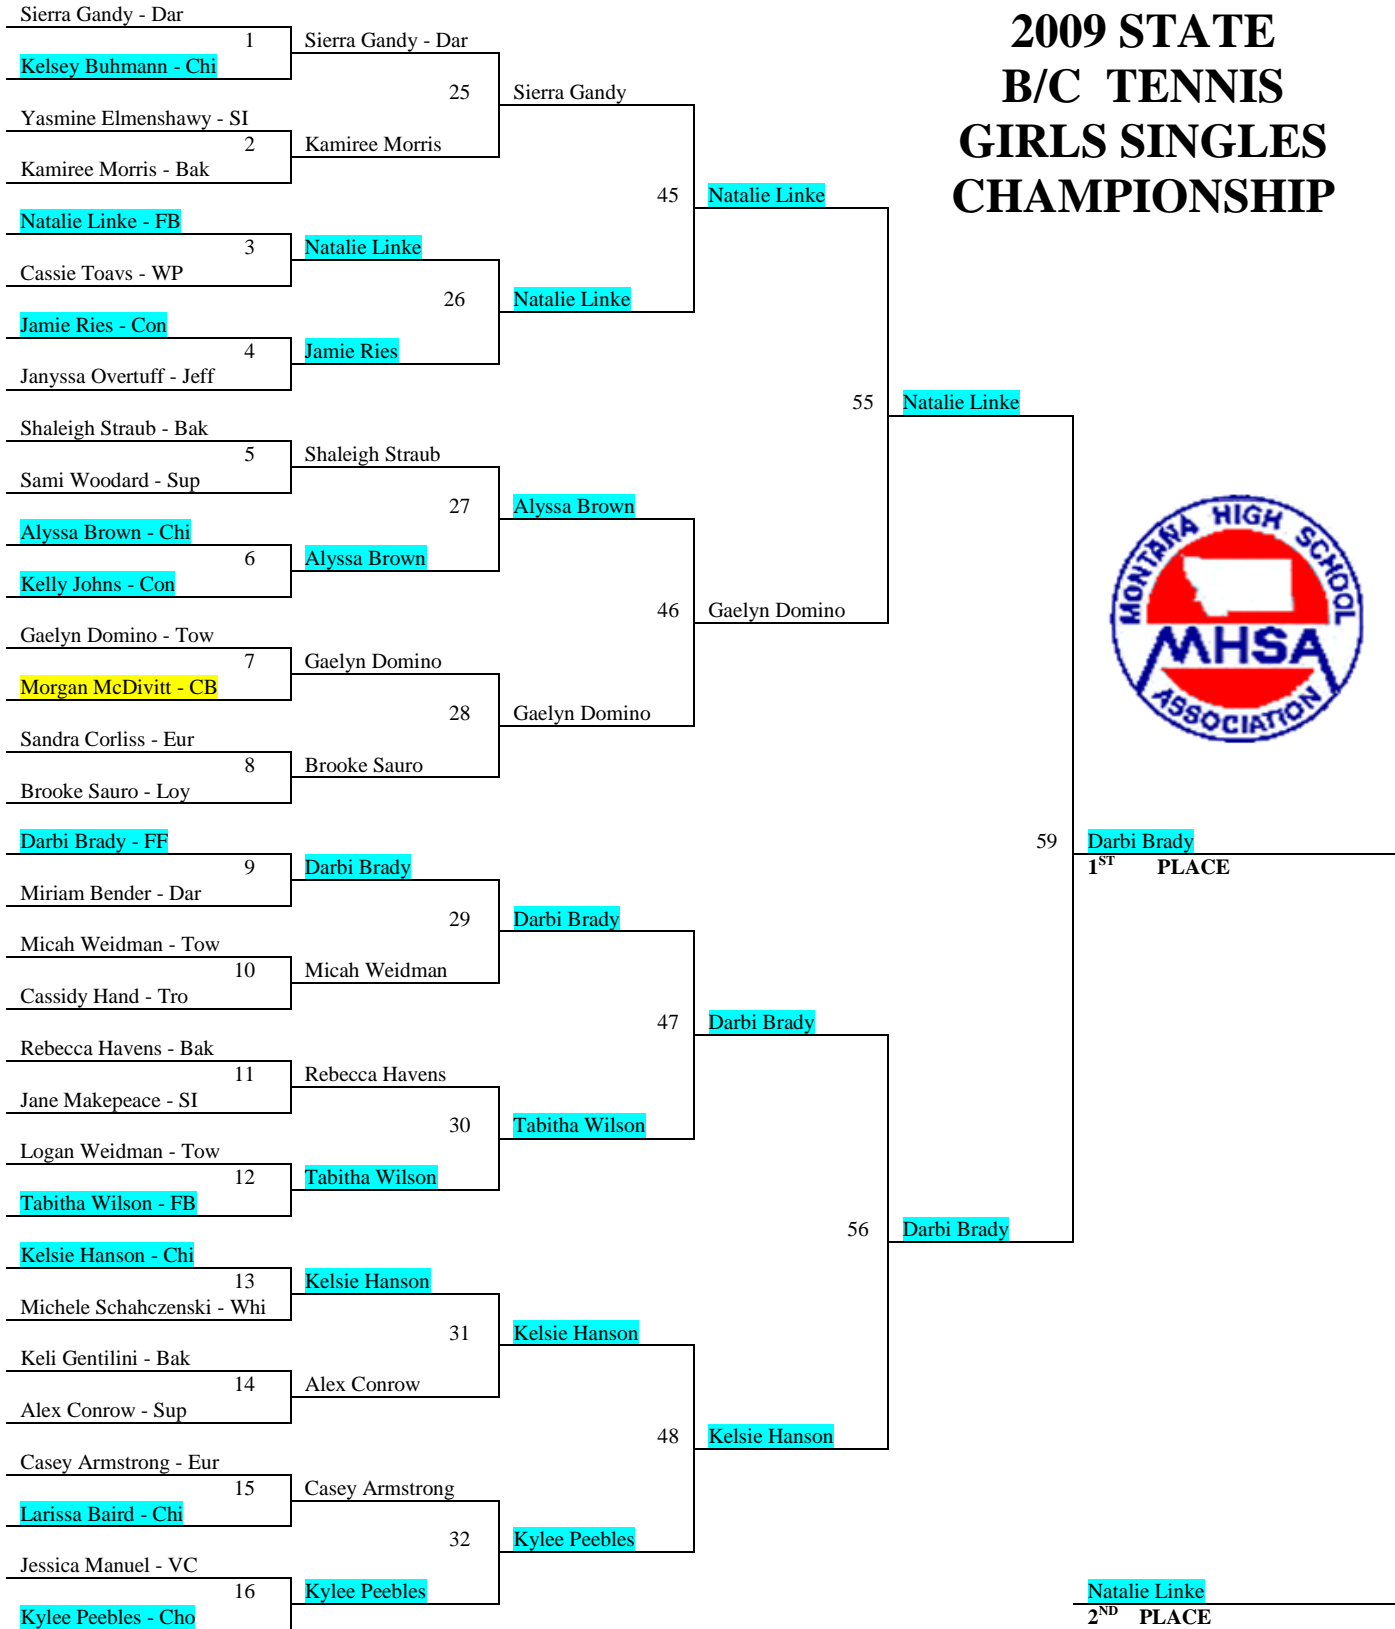 2009 STATE
B/C TENNIS
GIRLS SINGLES
CHAMPIONSHIP
Sierra Gandy - Dar
1
Kelsey Buhmann - Chi
Yasmine Elmenshawy - SI
2
Kamiree Morris - Bak
Natalie Linke - FB
3
Cassie Toavs - WP
Jamie Ries - Con
4
Janyssa Overtuff - Jeff
Shaleigh Straub - Bak
5
Sami Woodard - Sup
Alyssa Brown - Chi
6
Kelly Johns - Con
Gaelyn Domino - Tow
7
Morgan McDivitt - CB
Sandra Corliss - Eur
8
Brooke Sauro - Loy
Darbi Brady - FF
9
Miriam Bender - Dar
Micah Weidman - Tow
10
Cassidy Hand - Tro
Rebecca Havens - Bak
11
Jane Makepeace - SI
Logan Weidman - Tow
12
Tabitha Wilson - FB
Kelsie Hanson - Chi
13
Michele Schahczenski - Whi
Keli Gentilini - Bak
14
Alex Conrow - Sup
Casey Armstrong - Eur
15
Larissa Baird - Chi
Jessica Manuel - VC
16
Kylee Peebles - Cho
Sierra Gandy - Dar
25
Kamiree Morris
Natalie Linke
26
Jamie Ries
Shaleigh Straub
27
Alyssa Brown
Gaelyn Domino
28
Brooke Sauro
Darbi Brady
29
Micah Weidman
Rebecca Havens
30
Tabitha Wilson
Kelsie Hanson
31
Alex Conrow
Casey Armstrong
32
Kylee Peebles
Sierra Gandy
45
Natalie Linke
Alyssa Brown
46
Gaelyn Domino
Darbi Brady
47
Tabitha Wilson
Kelsie Hanson
48
Kylee Peebles
Natalie Linke
55
Gaelyn Domino
Darbi Brady
56
Kelsie Hanson
Natalie Linke
59
Darbi Brady
MONTANA HIGH SCHOOL
MHSA
ASSOCIATION
Darbi Brady
1ST PLACE
Natalie Linke
2ND PLACE